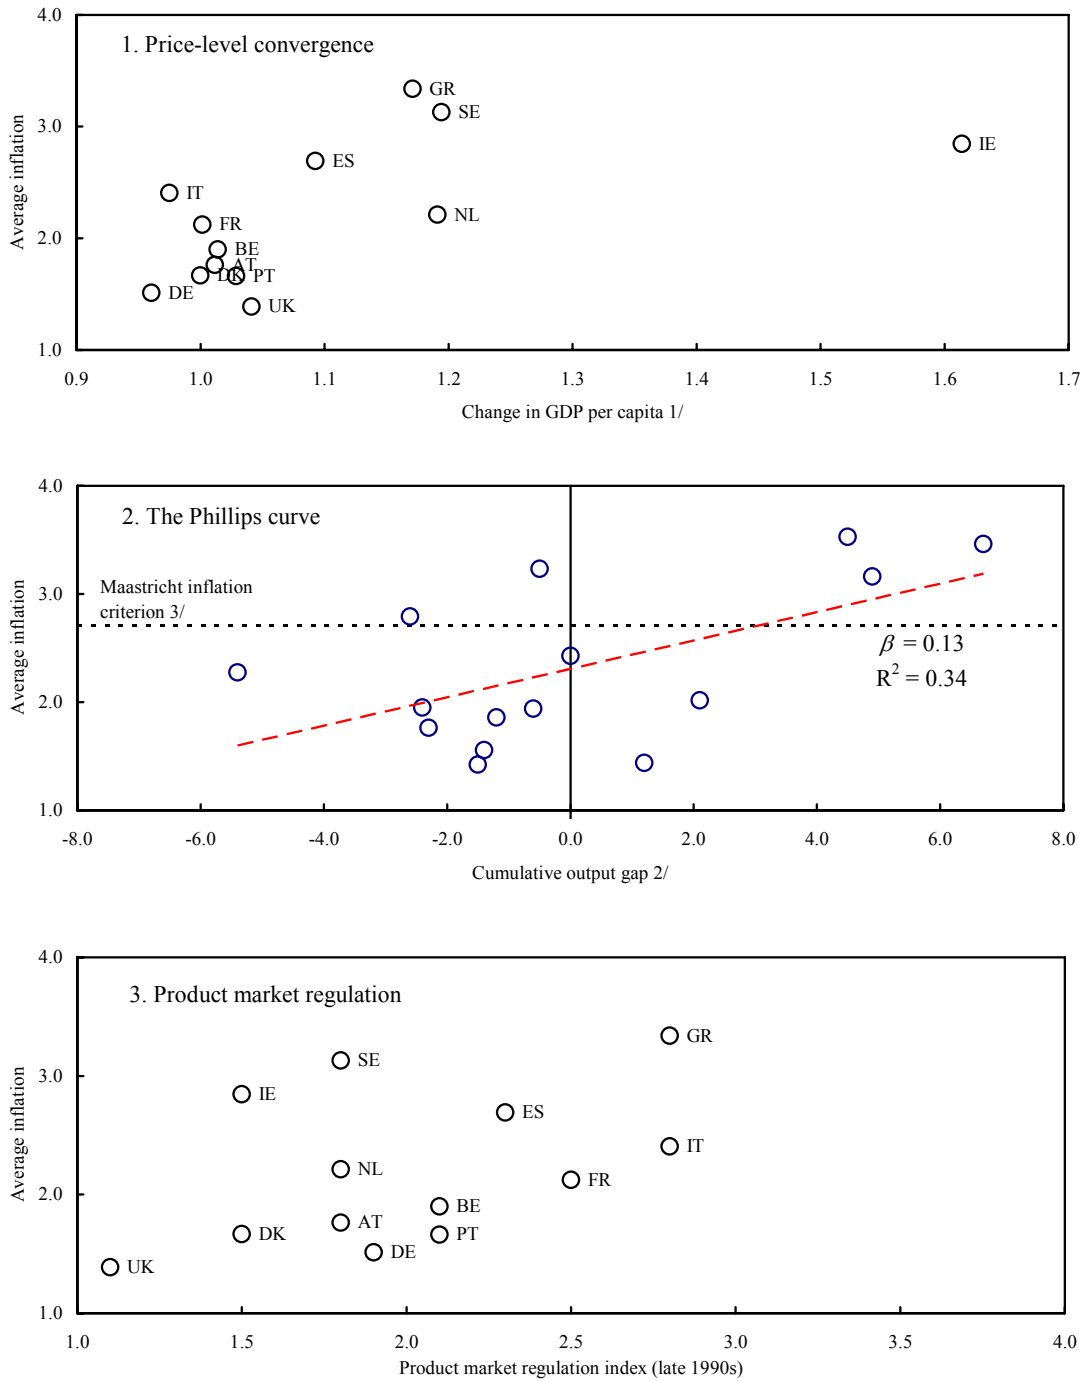 4.0
1. Price-level convergence
GR
SE
3.0
IE
ES
IT
NL
FR
2.0
BE
AT
DK
PT
DE
UK
1.0
Average inflation
0.9 1.0 1.1 1.2 1.3 1.4 1.5 1.6 1.7
Change in GDP per capita 1/
4.0
2. The Phillips curve
3.0
Maastricht inflation
criterion 3/
β = 0.13
R² = 0.34
2.0
1.0
Average inflation
-8.0 -6.0 -4.0 -2.0 0.0 2.0 4.0 6.0 8.0
Cumulative output gap 2/
4.0
3. Product market regulation
GR
SE
3.0
IE
ES
IT
NL
FR
2.0
BE
AT
DK
PT
DE
UK
1.0
Average inflation
1.0 1.5 2.0 2.5 3.0 3.5 4.0
Product market regulation index (late 1990s)